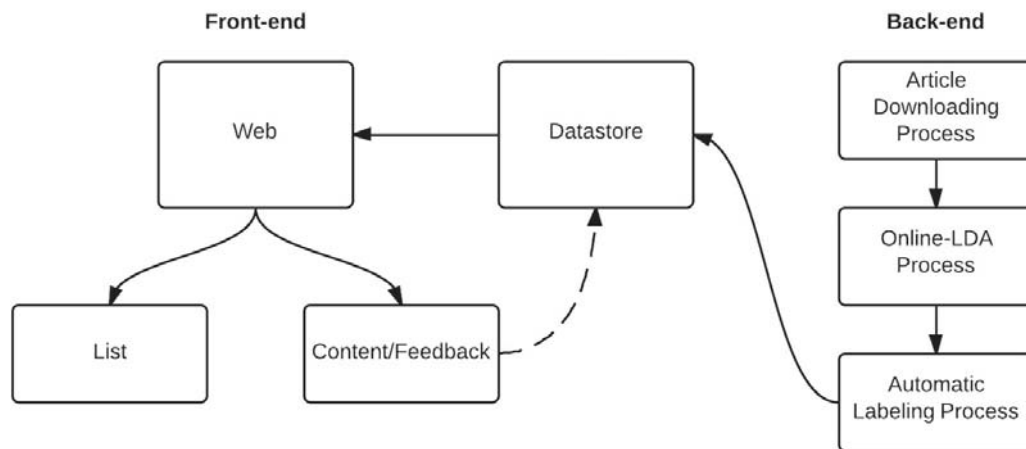 Front-end
Back-end
Web
Datastore
Article
Downloading
Process
Online-LDA
Process
List
Content/Feedback
Automatic
Labeling Process